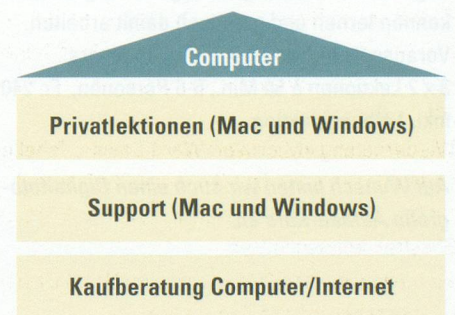 Computer
Privatlektionen (Mac und Windows)
Support (Mac und Windows)
Kaufberatung Computer/Internet